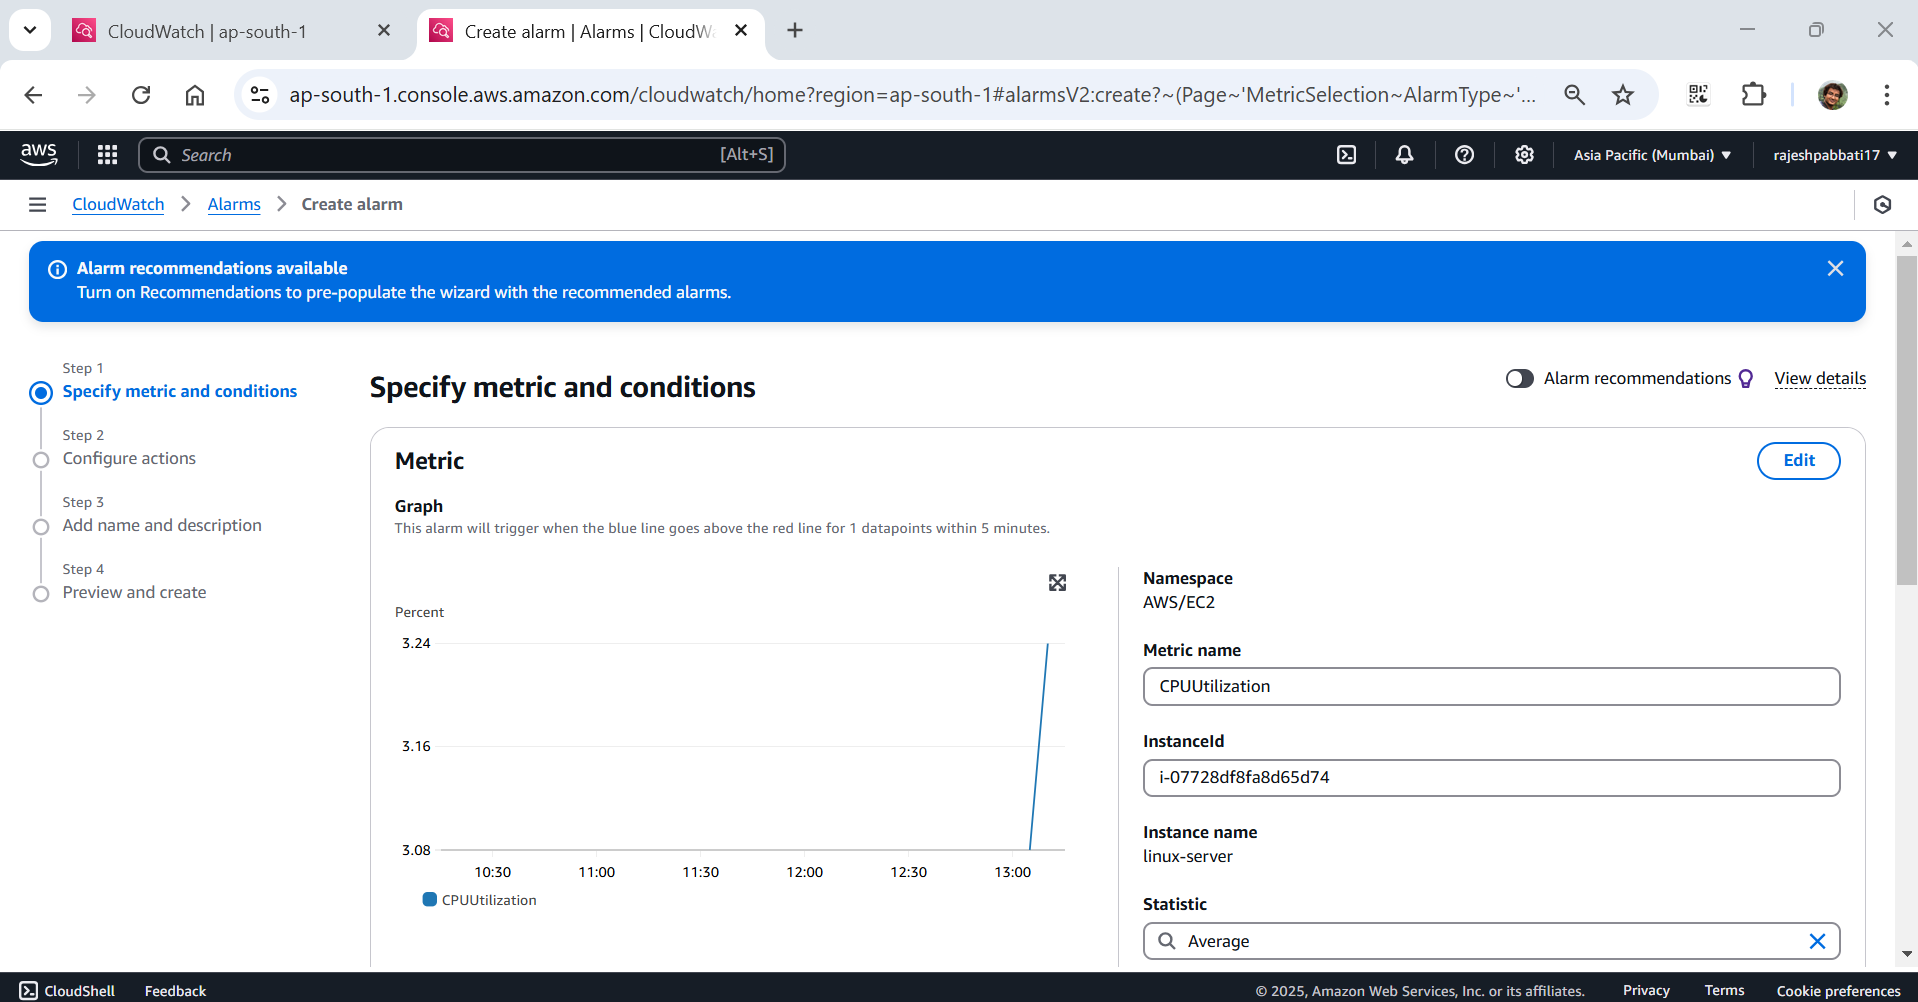 CloudWatch | ap-south-1
Create alarm | Alarms | CloudW
ap-south-1.console.aws.amazon.com/cloudwatch/home?region=ap-south-1#alarmsV2:create?~(Page~'MetricSelection~AlarmType~'...
aws
Search
[Alt+S]
Asia Pacific (Mumbai)
rajeshpabbati17
CloudWatch
Alarms
Create alarm
Alarm recommendations available
Turn on Recommendations to pre-populate the wizard with the recommended alarms.
Step 1
Specify metric and conditions
Step 2
Configure actions
Step 3
Add name and description
Step 4
Preview and create
Specify metric and conditions
Alarm recommendations
View details
Metric
Edit
Graph
This alarm will trigger when the blue line goes above the red line for 1 datapoints within 5 minutes.
Percent
3.24
3.16
3.08
10:30
11:00
11:30
12:00
12:30
13:00
CPUUtilization
Namespace
AWS/EC2
Metric name
CPUUtilization
InstanceId
i-07728df8fa8d65d74
Instance name
linux-server
Statistic
Average
CloudShell
Feedback
© 2025, Amazon Web Services, Inc. or its affiliates.
Privacy
Terms
Cookie preferences